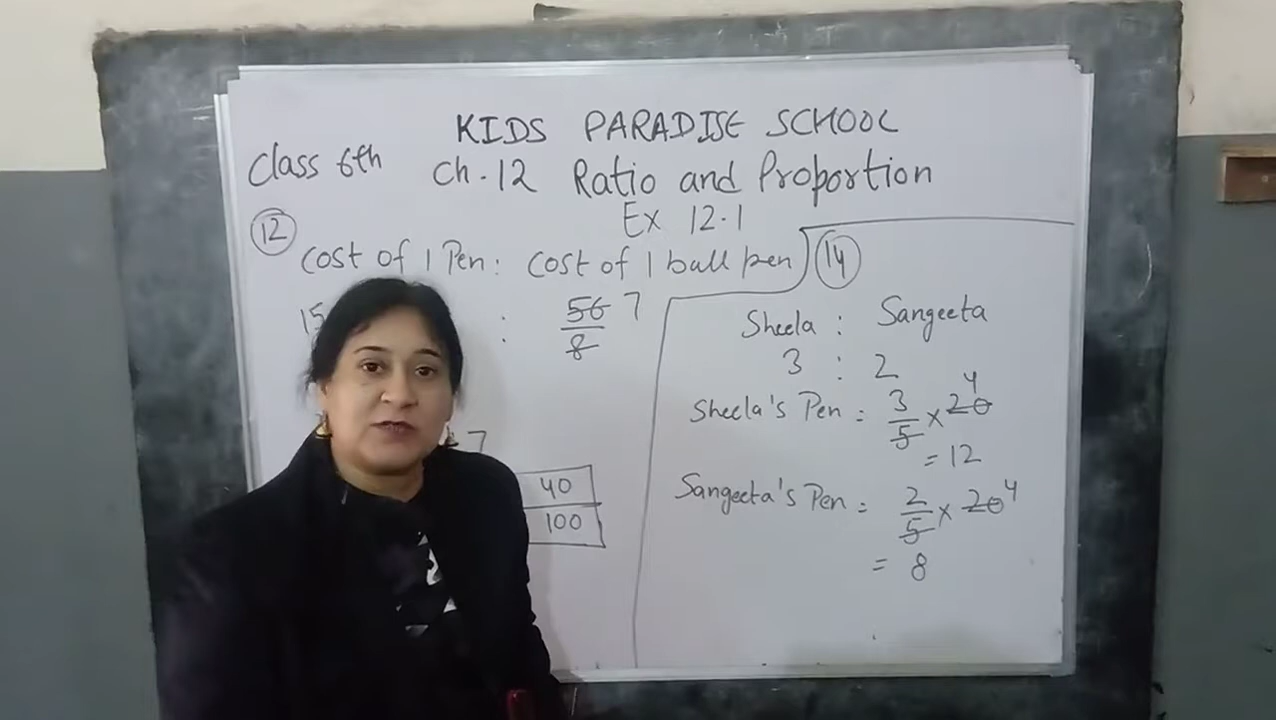 KIDS PARADISE SCHOOL
Class 6th Ch. 12 Ratio and Proportion
Ex 12.1
12
Cost of 1 Pen : Cost of 1 ball pen
15 : 56/8 7
7
40
100
14
Sheela : Sangeeta
3 : 2
Sheela's Pen = 3/5 × 20 4
= 12
Sangeeta's Pen = 2/5 × 20 4
= 8